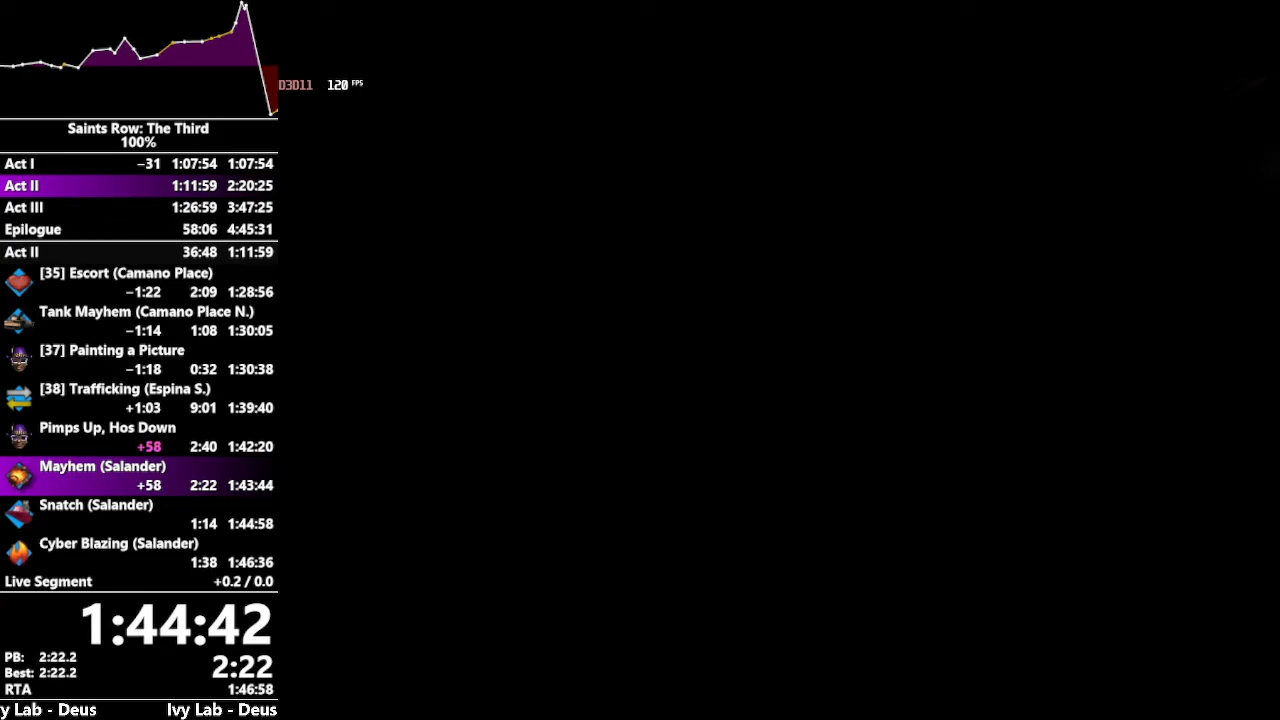 D3D11 120 FPS
Saints Row: The Third
100%
Act I −31 1:07:54 1:07:54
Act II 1:11:59 2:20:25
Act III 1:26:59 3:47:25
Epilogue 58:06 4:45:31
Act II 36:48 1:11:59
[35] Escort (Camano Place)
−1:22 2:09 1:28:56
Tank Mayhem (Camano Place N.)
−1:14 1:08 1:30:05
[37] Painting a Picture
−1:18 0:32 1:30:38
[38] Trafficking (Espina S.)
+1:03 9:01 1:39:40
Pimps Up, Hos Down
+58 2:40 1:42:20
Mayhem (Salander)
+58 2:22 1:43:44
Snatch (Salander)
1:14 1:44:58
Cyber Blazing (Salander)
1:38 1:46:36
Live Segment +0.2 / 0.0
1:44:42
PB: 2:22.2
Best: 2:22.2
2:22
RTA 1:46:58
y Lab - Deus Ivy Lab - Deus